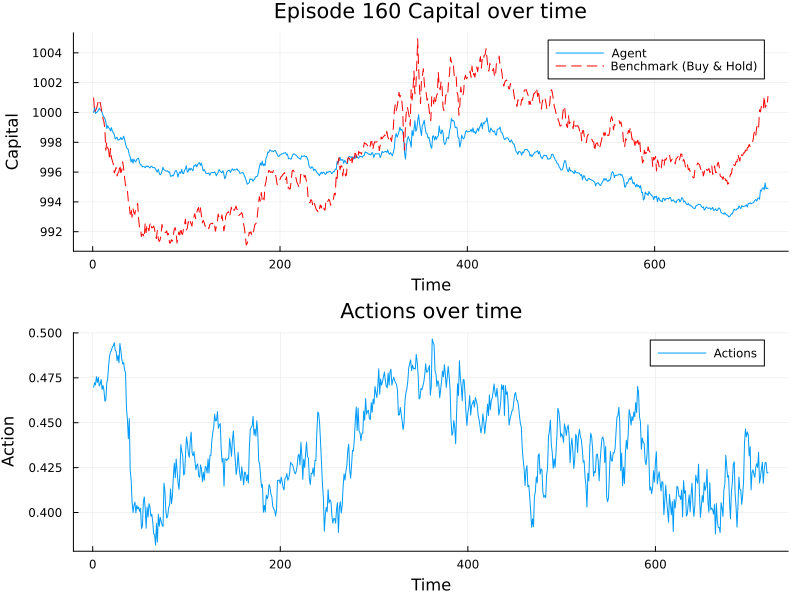 Episode 160 Capital over time
Agent
Benchmark (Buy & Hold)
1004
1002
1000
998
996
994
992
Capital
0 200 400 600
Time
Actions over time
Actions
0.500
0.475
0.450
0.425
0.400
Action
0 200 400 600
Time